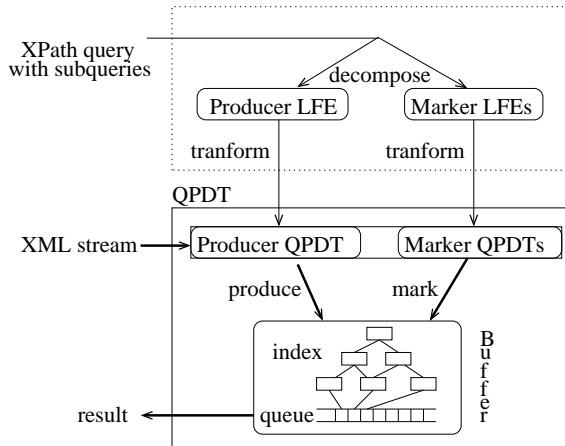 XPath query
with subqueries
decompose
Producer LFE
Marker LFEs
tranform
tranform
QPDT
XML stream
Producer QPDT
Marker QPDTs
produce
mark
index
Buffer
result
queue